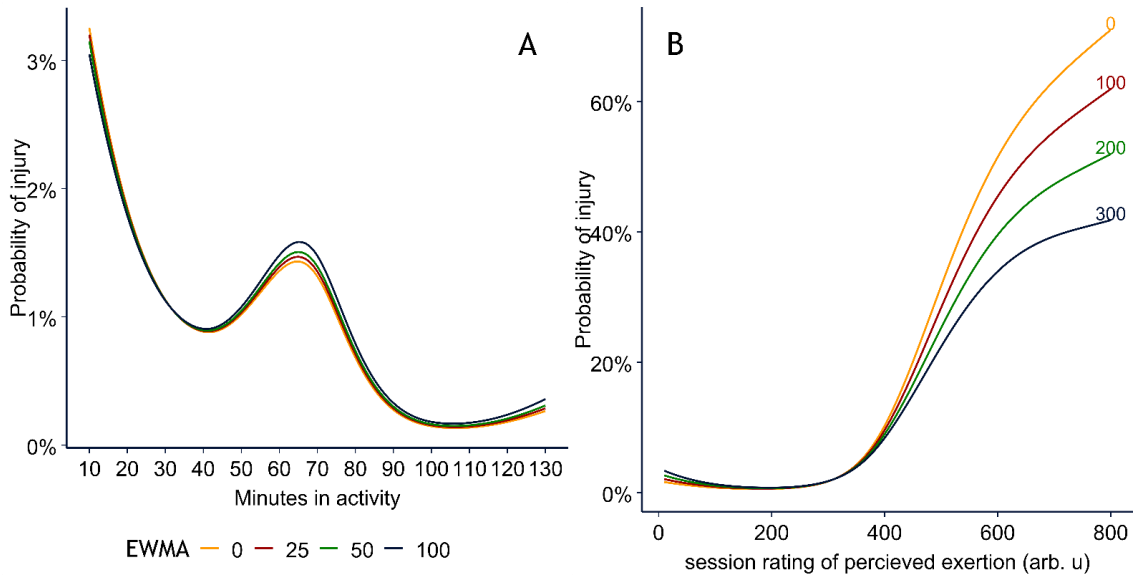 A
Probability of injury
3%
2%
1%
0%
10 20 30 40 50 60 70 80 90 100 110 120 130
Minutes in activity
EWMA 0 25 50 100
B
Probability of injury
60%
40%
20%
0%
0
100
200
300
0 200 400 600 800
session rating of percieved exertion (arb. u)